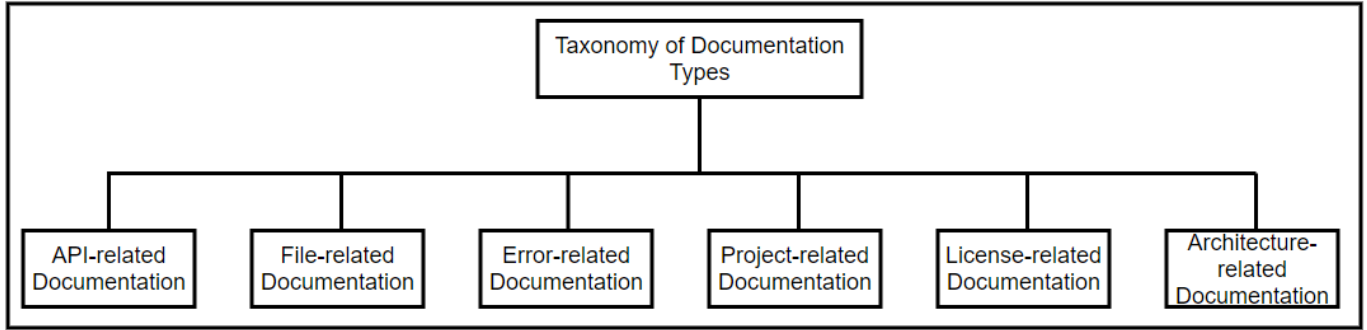 Taxonomy of Documentation
Types
API-related
Documentation
File-related
Documentation
Error-related
Documentation
Project-related
Documentation
License-related
Documentation
Architecture-
related
Documentation